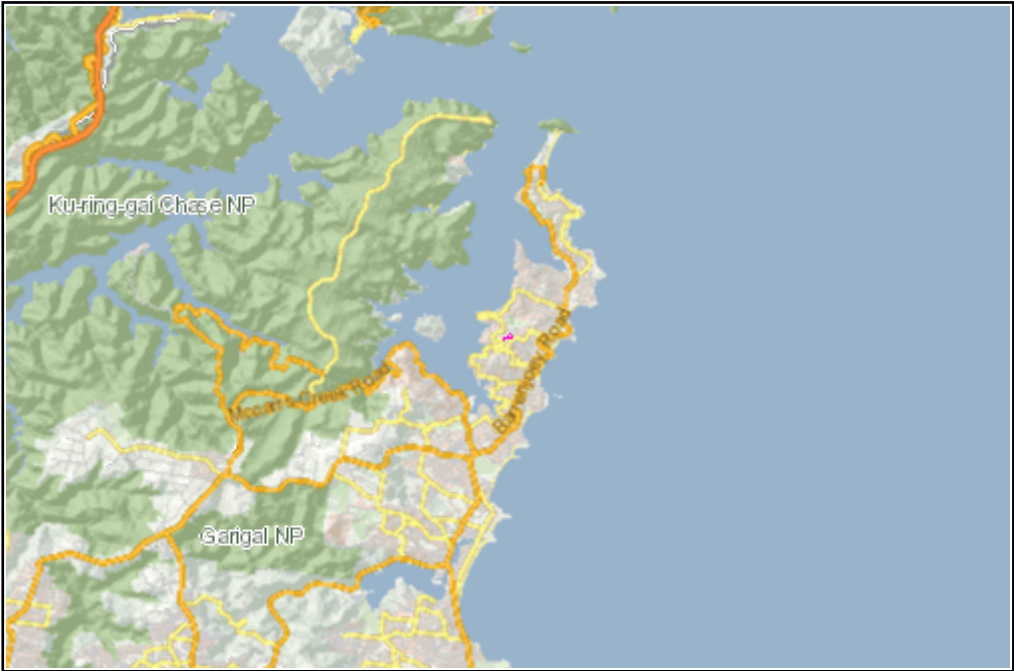 Ku-ring-gai Chase NP
Mccarrs Creek Road
Barrenjoey Road
Garigal NP